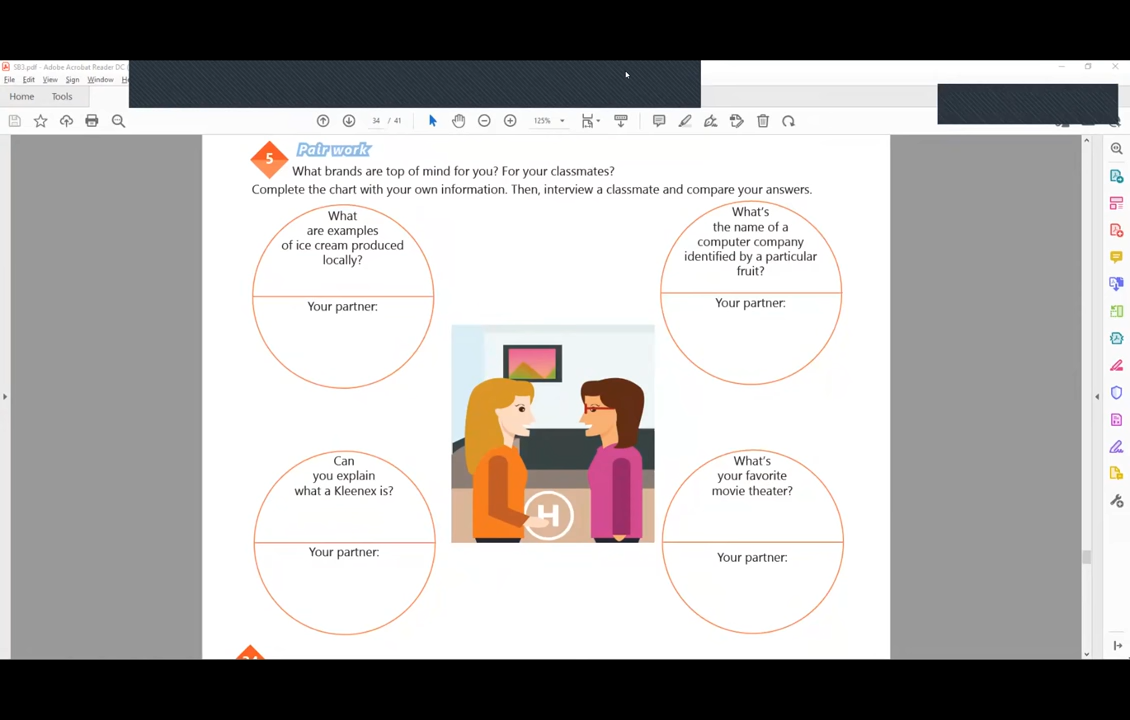 SB3.pdf - Adobe Acrobat Reader DC (
File Edit View Sign Window H
Home Tools
34 / 41 125%
5 Pair work
What brands are top of mind for you? For your classmates?
Complete the chart with your own information. Then, interview a classmate and compare your answers.
What
are examples
of ice cream produced
locally?
Your partner:
What's
the name of a
computer company
identified by a particular
fruit?
Your partner:
Can
you explain
what a Kleenex is?
Your partner:
H
What's
your favorite
movie theater?
Your partner: